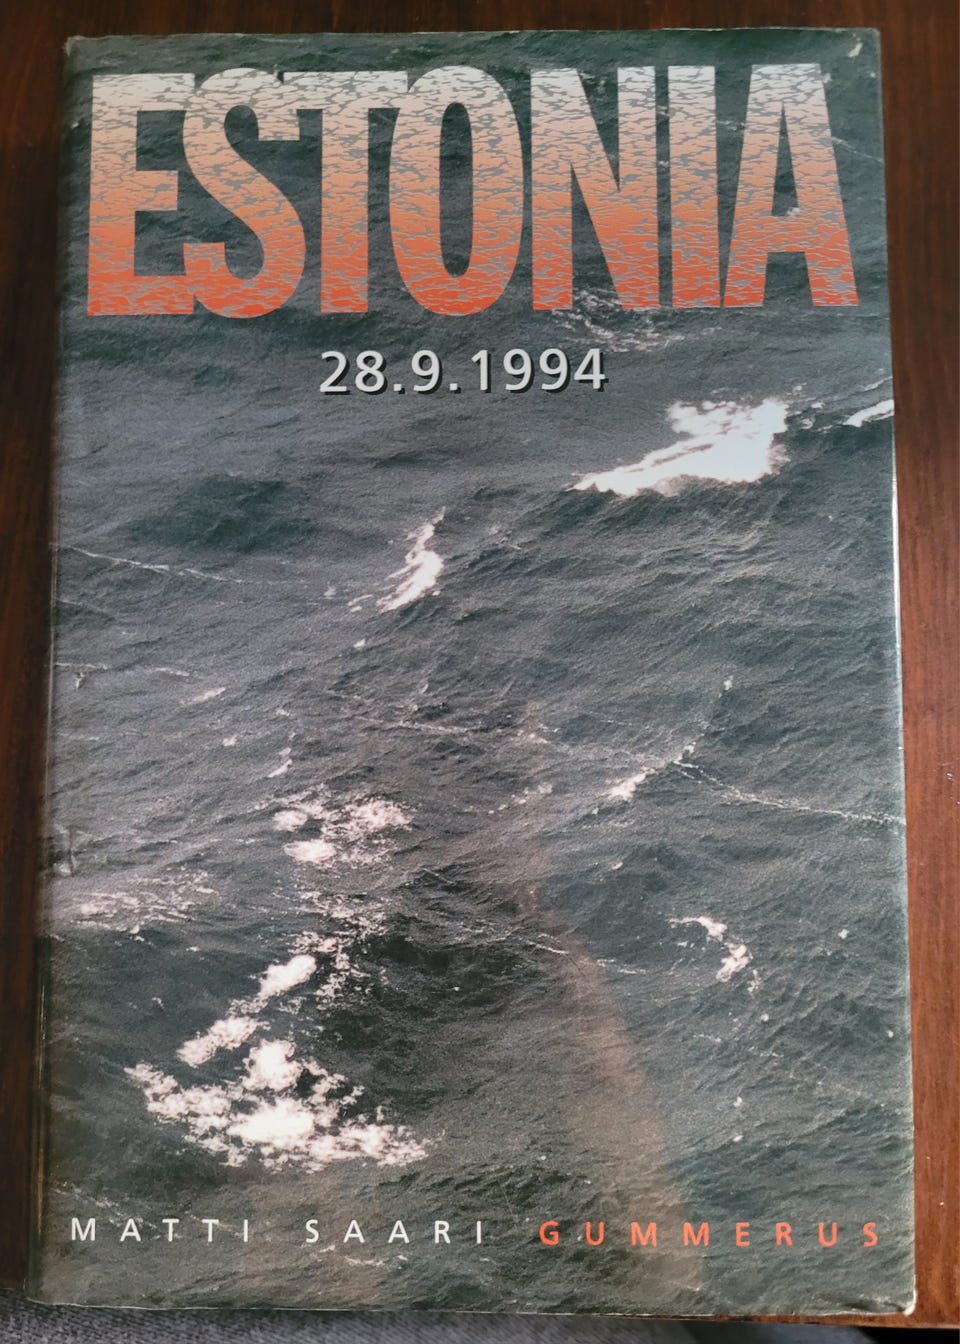 ESTONIA
28.9.1994
MATTI SAARI GUMMERUS